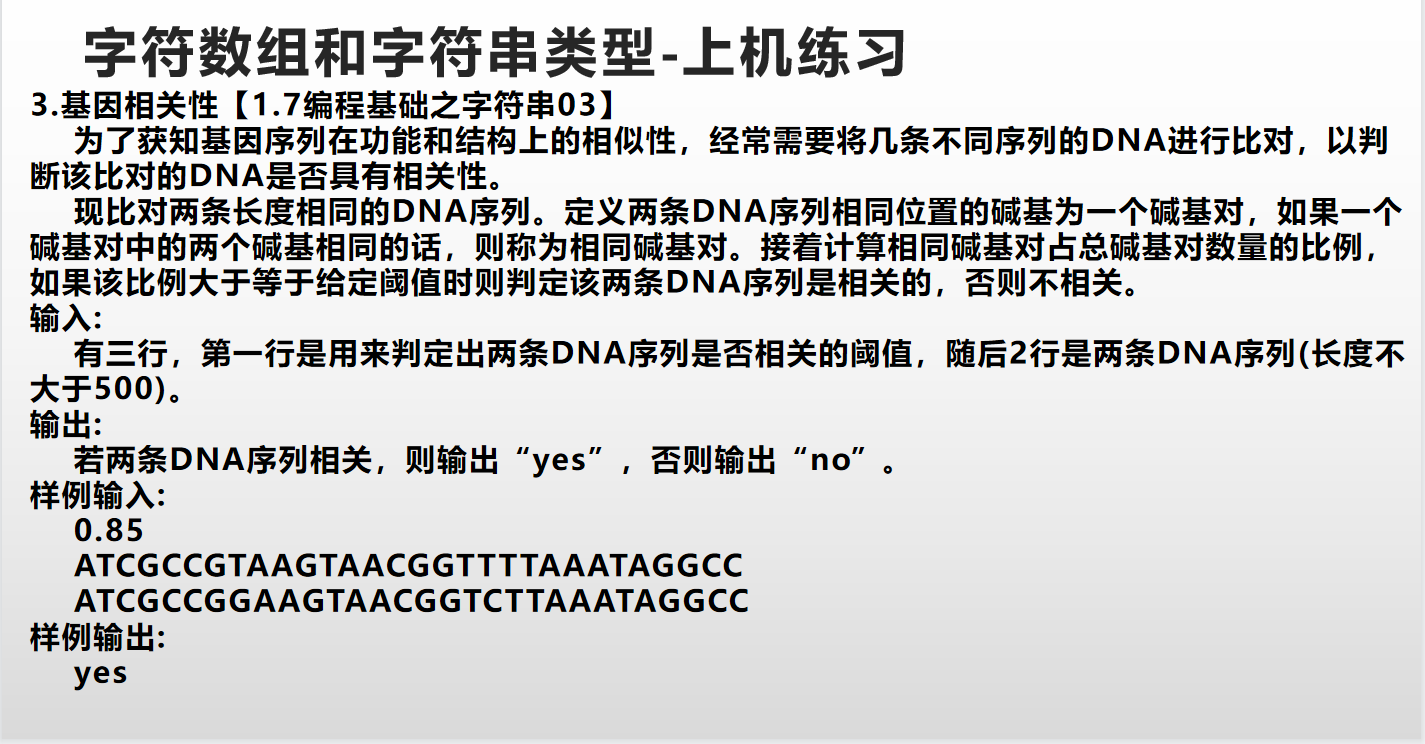 字符数组和字符串类型-上机练习
3.基因相关性【1.7编程基础之字符串03】
为了获知基因序列在功能和结构上的相似性，经常需要将几条不同序列的DNA进行比对，以判
断该比对的DNA是否具有相关性。
现比对两条长度相同的DNA序列。定义两条DNA序列相同位置的碱基为一个碱基对，如果一个
碱基对中的两个碱基相同的话，则称为相同碱基对。接着计算相同碱基对占总碱基对数量的比例，
如果该比例大于等于给定阈值时则判定该两条DNA序列是相关的，否则不相关。
输入:
有三行，第一行是用来判定出两条DNA序列是否相关的阈值，随后2行是两条DNA序列(长度不
大于500)。
输出:
若两条DNA序列相关，则输出“yes”，否则输出“no”。
样例输入:
0.85
ATCGCCGTAAGTAACGGTTTTAAATAGGCC
ATCGCCGGAAGTAACGGTCTTAAATAGGCC
样例输出:
yes